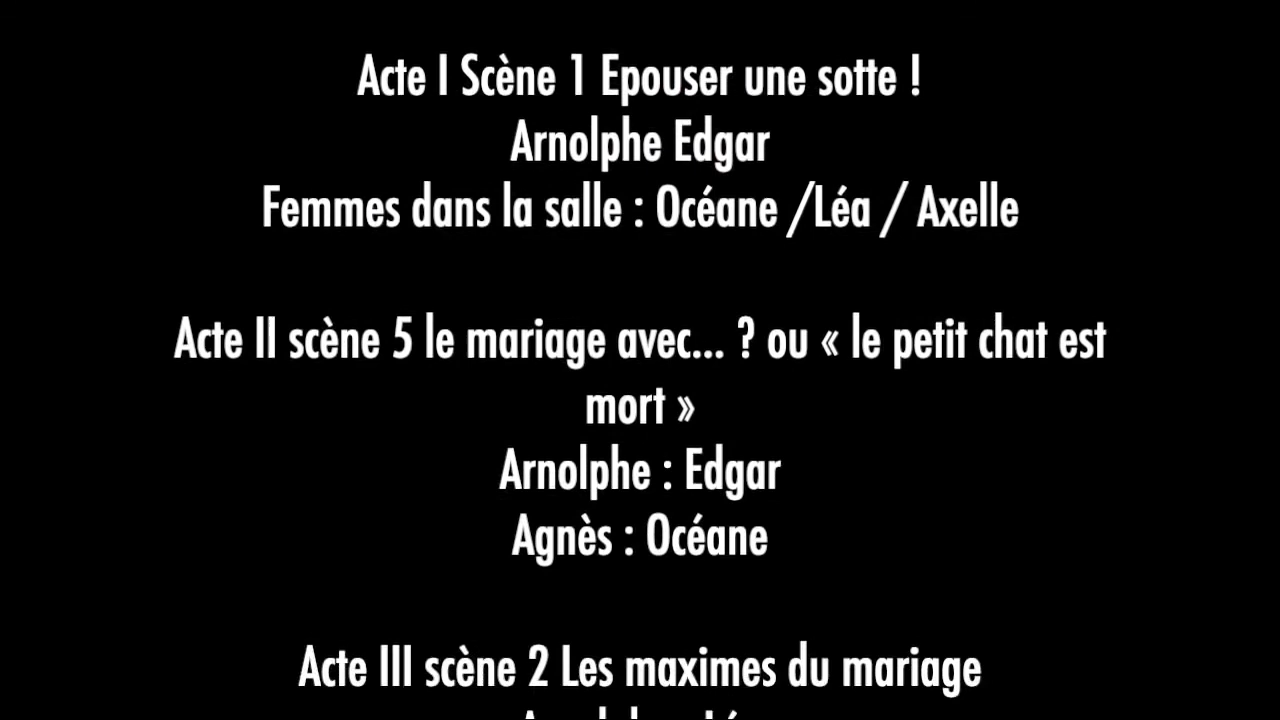 Acte I Scène 1 Epouser une sotte !
Arnolphe Edgar
Femmes dans la salle : Océane /Léa / Axelle
Acte II scène 5 le mariage avec... ? ou « le petit chat est
mort »
Arnolphe : Edgar
Agnès : Océane
Acte III scène 2 Les maximes du mariage